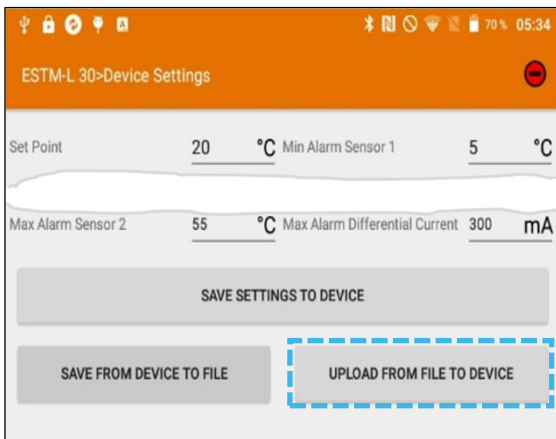 70% 05:34
ESTM-L 30>Device Settings
Set Point 20 °C Min Alarm Sensor 1 5 °C
Max Alarm Sensor 2 55 °C Max Alarm Differential Current 300 mA
SAVE SETTINGS TO DEVICE
SAVE FROM DEVICE TO FILE UPLOAD FROM FILE TO DEVICE